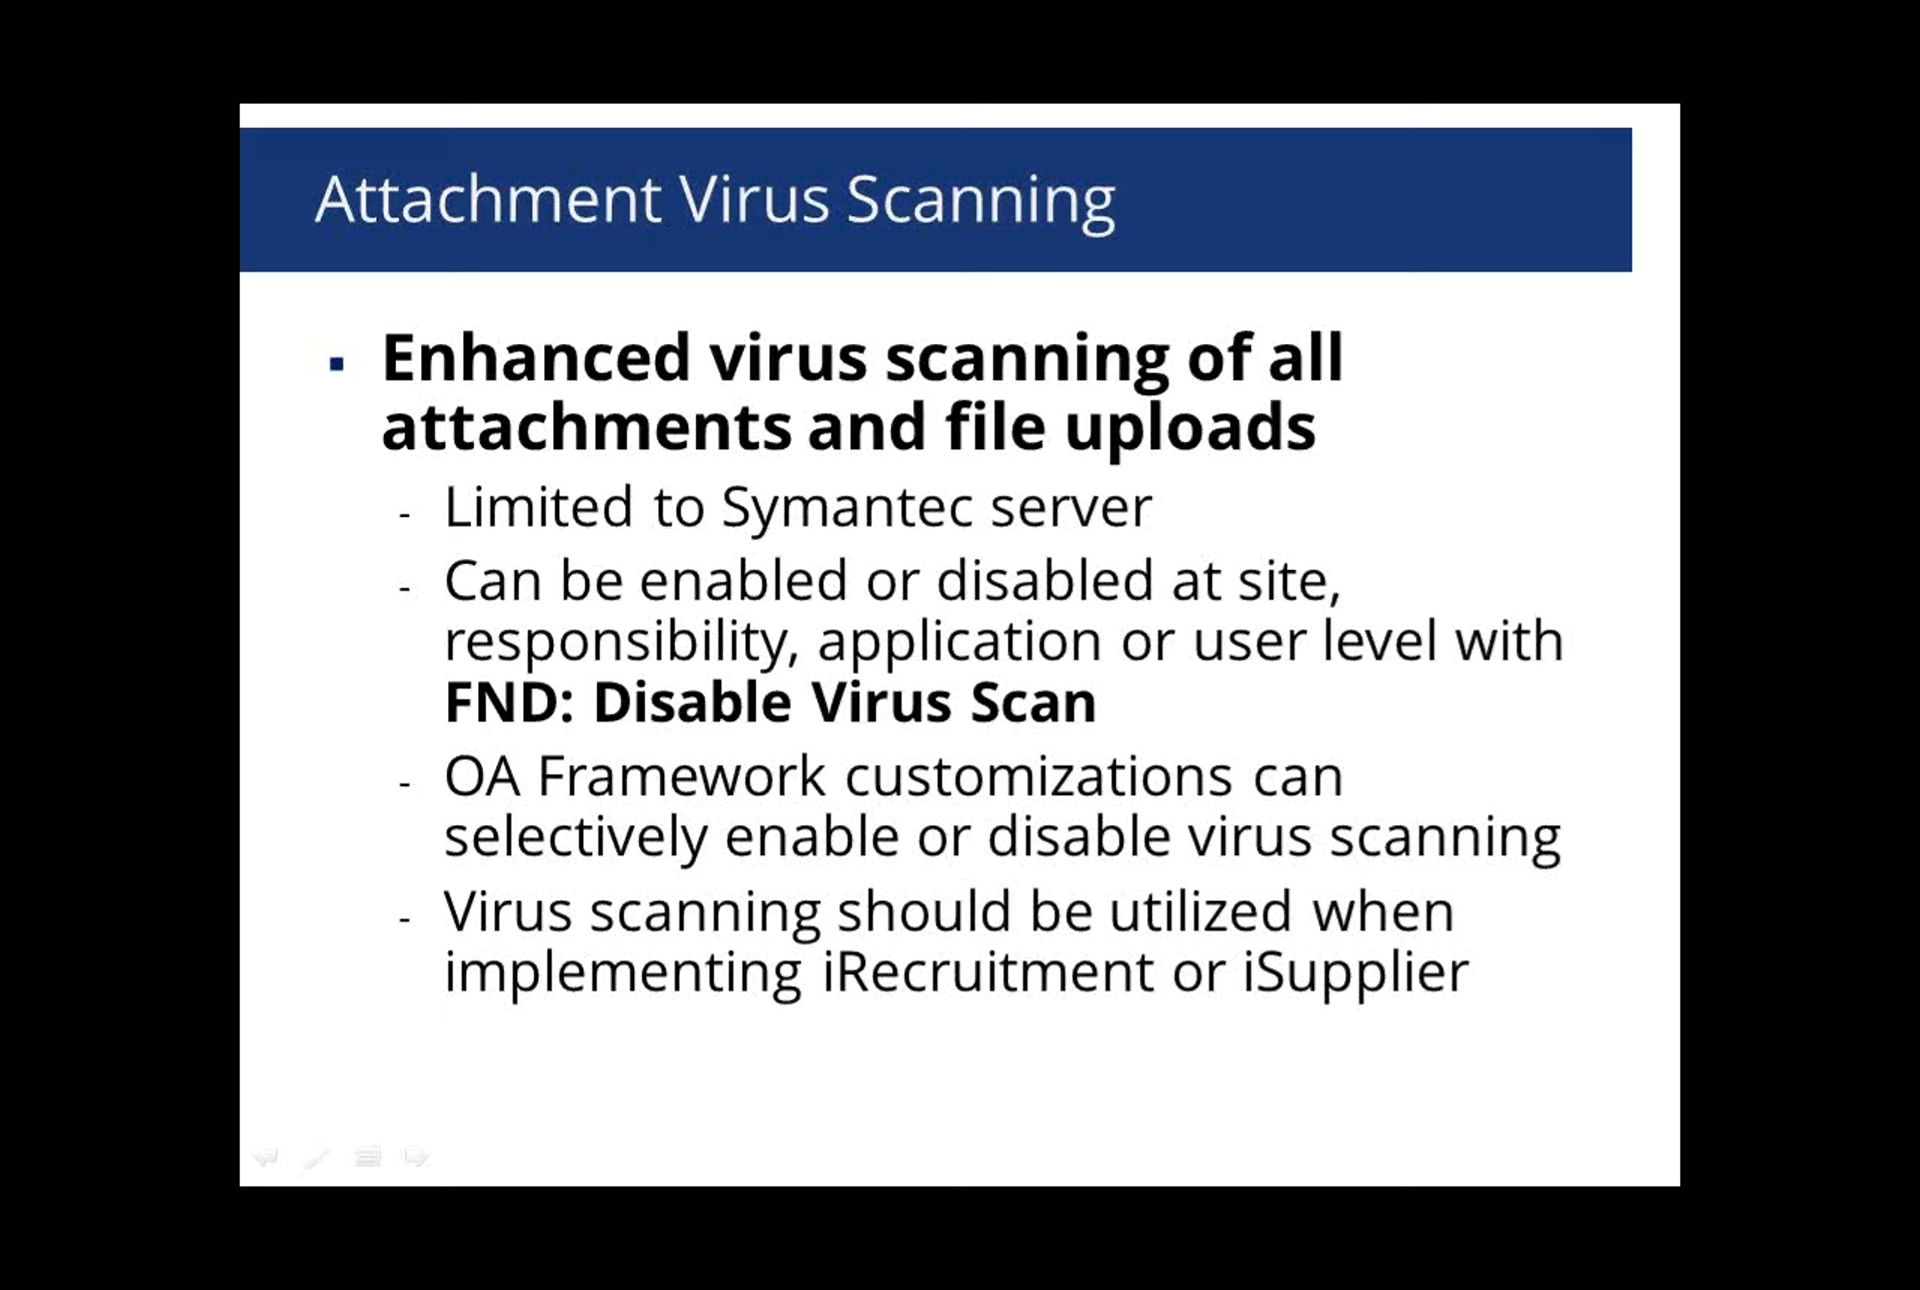 Attachment Virus Scanning
▪ Enhanced virus scanning of all
attachments and file uploads
- Limited to Symantec server
- Can be enabled or disabled at site,
responsibility, application or user level with
FND: Disable Virus Scan
- OA Framework customizations can
selectively enable or disable virus scanning
- Virus scanning should be utilized when
implementing iRecruitment or iSupplier